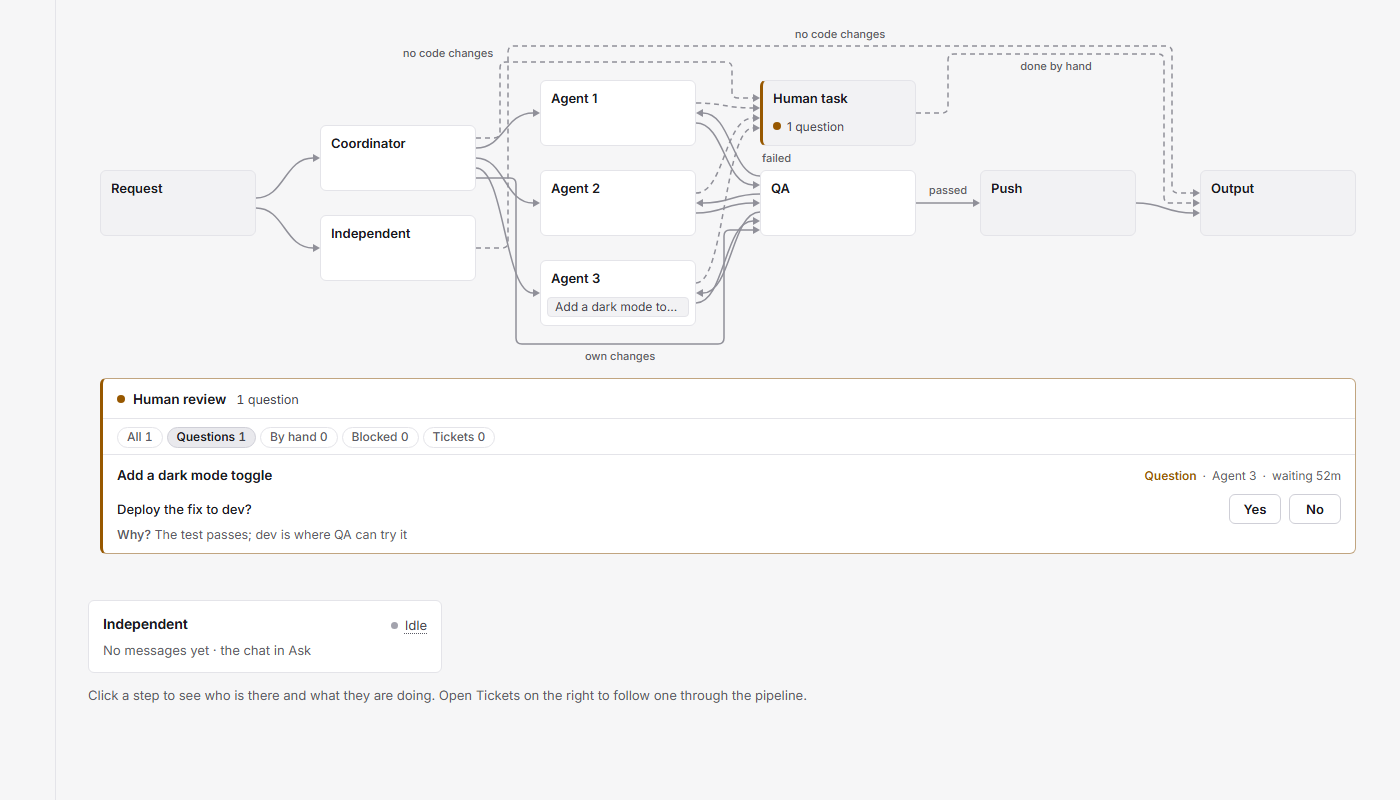 no code changes
no code changes
done by hand
Agent 1
Human task
1 question
Coordinator
failed
Request
Agent 2
QA
passed
Push
Output
Independent
Agent 3
Add a dark mode to...
own changes
Human review 1 question
All 1 Questions 1 By hand 0 Blocked 0 Tickets 0
Add a dark mode toggle
Question · Agent 3 · waiting 52m
Deploy the fix to dev?
Yes No
Why? The test passes; dev is where QA can try it
Independent
Idle
No messages yet · the chat in Ask
Click a step to see who is there and what they are doing. Open Tickets on the right to follow one through the pipeline.